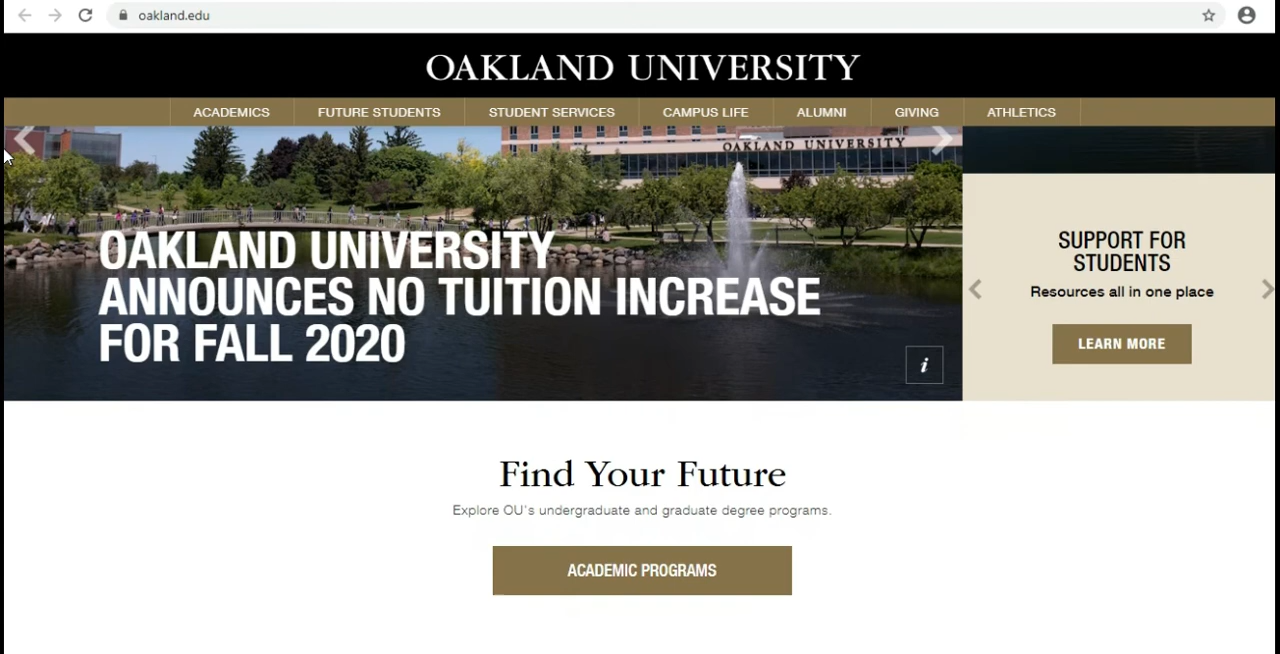 oakland.edu
OAKLAND UNIVERSITY
ACADEMICS
FUTURE STUDENTS
STUDENT SERVICES
CAMPUS LIFE
ALUMNI
GIVING
ATHLETICS
OAKLAND UNIVERSITY
OAKLAND UNIVERSITY
ANNOUNCES NO TUITION INCREASE
FOR FALL 2020
i
SUPPORT FOR
STUDENTS
Resources all in one place
LEARN MORE
Find Your Future
Explore OU's undergraduate and graduate degree programs.
ACADEMIC PROGRAMS